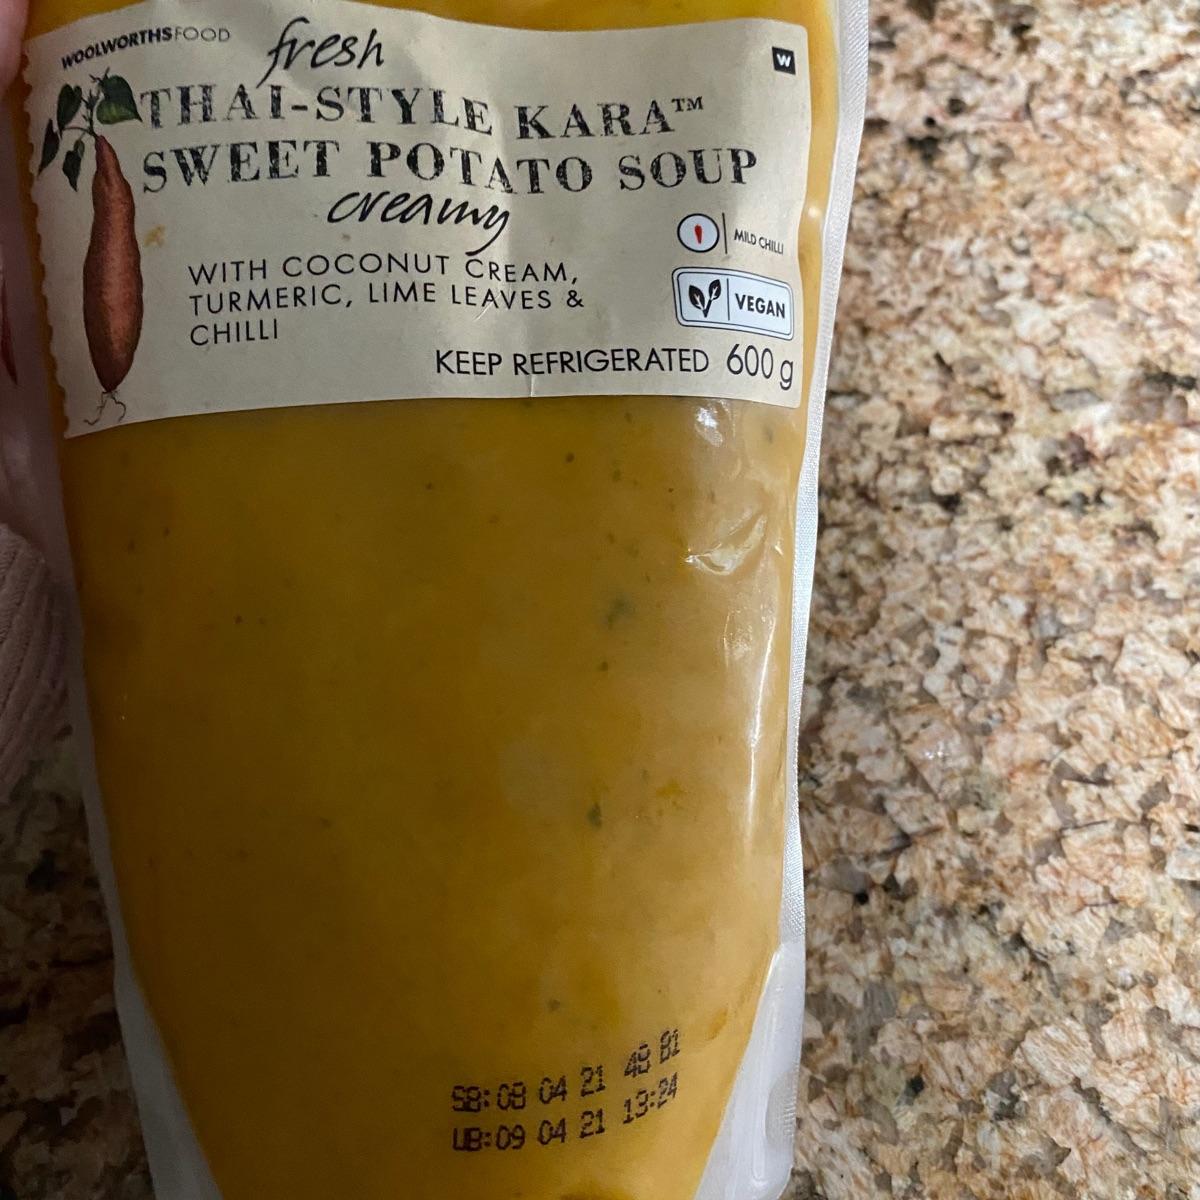 WOOLWORTHSFOOD
fresh
W
THAI-STYLE KARA™
SWEET POTATO SOUP
creamy
WITH COCONUT CREAM,
TURMERIC, LIME LEAVES &
CHILLI
MILD CHILLI
VEGAN
KEEP REFRIGERATED 600 g
SB: 08 04 21 48 B1
UB: 09 04 21 13:24